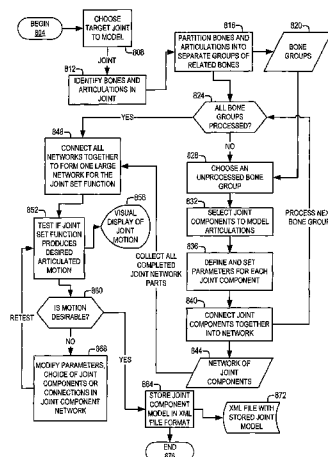 BEGIN
804
CHOOSE
TARGET JOINT
TO MODEL
808
JOINT
812
IDENTIFY BONES AND
ARTICULATIONS IN
JOINT
816
PARTITION BONES AND
ARTICULATIONS INTO
SEPARATE GROUPS OF
RELATED BONES
820
BONE
GROUPS
824
ALL BONE
GROUPS
PROCESSED?
YES
NO
828
CHOOSE AN
UNPROCESSED BONE
GROUP
832
SELECT JOINT
COMPONENTS TO MODEL
ARTICULATIONS
836
DEFINE AND SET
PARAMETERS FOR EACH
JOINT COMPONENT
840
CONNECT JOINT
COMPONENTS TOGETHER
INTO NETWORK
844
NETWORK OF
JOINT
COMPONENTS
PROCESS NEXT
BONE GROUP
COLLECT ALL
COMPLETED
JOINT NETWORK
PARTS
848
CONNECT ALL
NETWORKS TOGETHER
TO FORM ONE LARGE
NETWORK FOR THE
JOINT SET FUNCTION
852
TEST IF JOINT
SET FUNCTION
PRODUCES
DESIRED
ARTICULATED
MOTION
856
VISUAL
DISPLAY OF
JOINT
MOTION
860
IS MOTION
DESIRABLE?
RETEST
NO
YES
868
MODIFY PARAMETERS,
CHOICE OF JOINT
COMPONENTS OR
CONNECTIONS IN
JOINT COMPONENT
NETWORK
864
STORE JOINT
COMPONENT
MODEL IN XML
FILE FORMAT
872
XML FILE WITH
STORED JOINT
MODEL
END
876